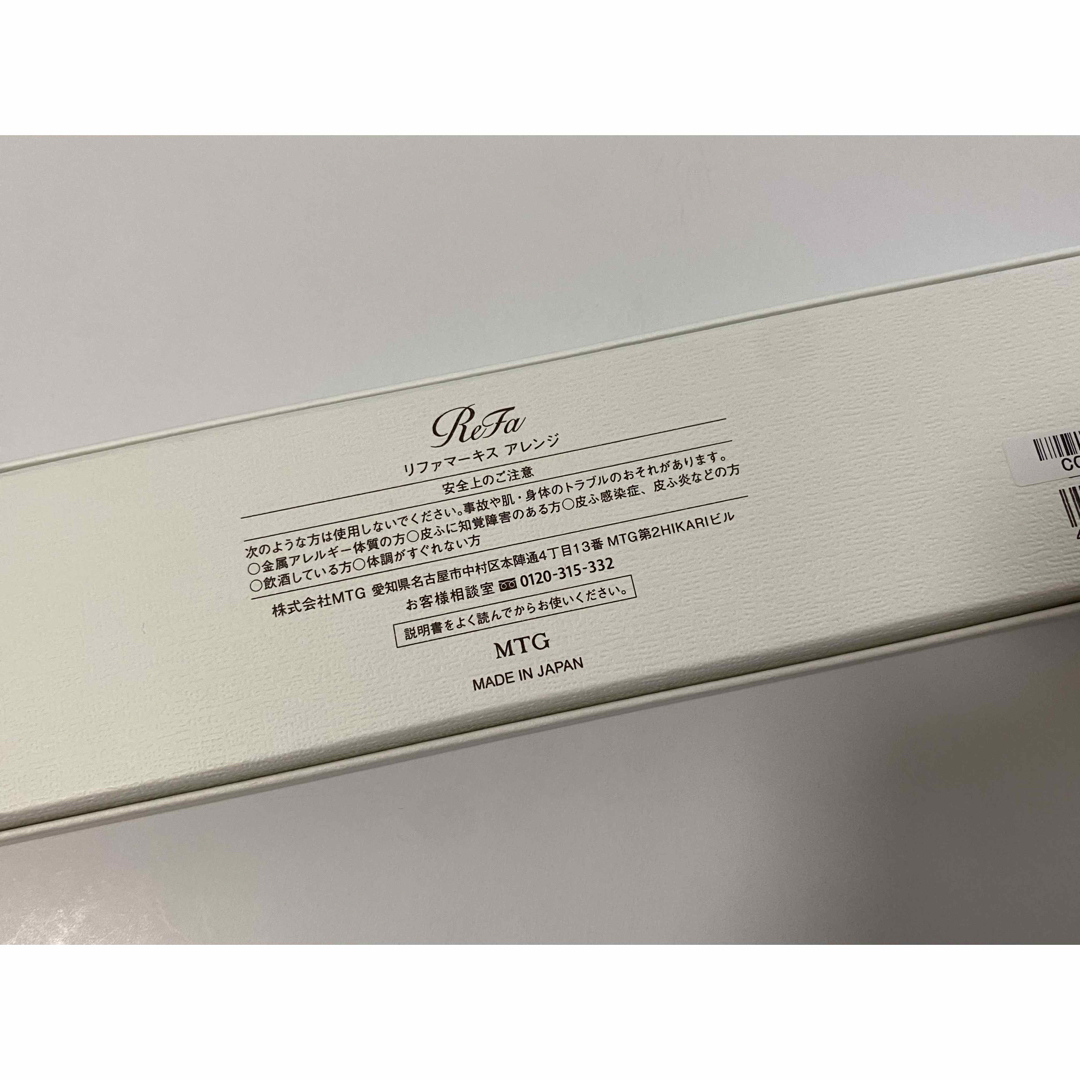 ReFa
リファマーキス アレンジ
安全上のご注意
次のような方は使用しないでください。事故や肌・身体のトラブルのおそれがあります。
○金属アレルギー体質の方○皮ふに知覚障害のある方○皮ふ感染症、皮ふ炎などの方
○飲酒している方○体調がすぐれない方
株式会社MTG 愛知県名古屋市中村区本陣通4丁目13番 MTG第2HIKARIビル
お客様相談室 0120-315-332
説明書をよく読んでからお使いください。
MTG
MADE IN JAPAN